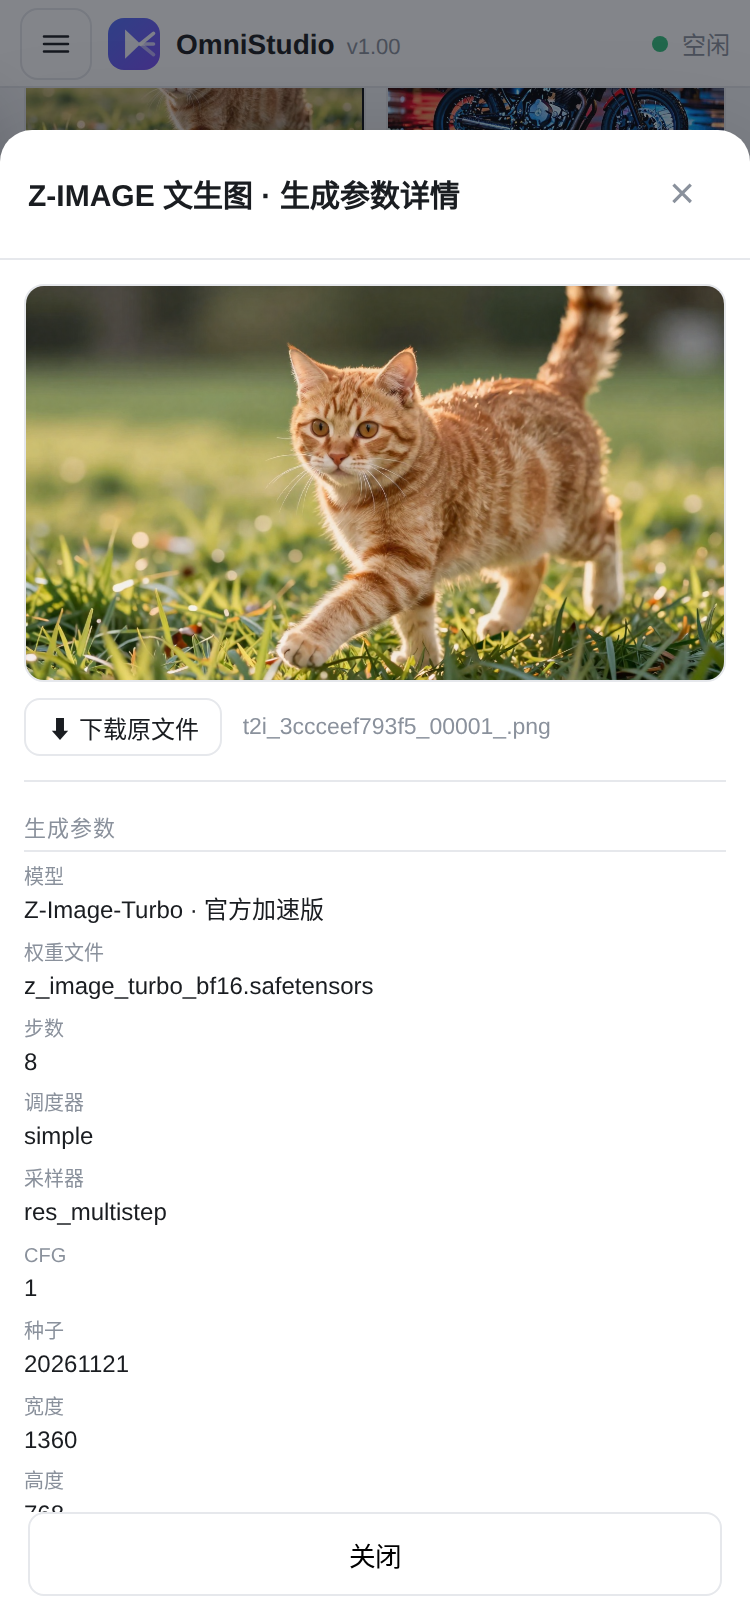 OmniStudio v1.00
空闲
Z-IMAGE 文生图 · 生成参数详情
下载原文件
t2i_3ccceef793f5_00001_.png
生成参数
模型
Z-Image-Turbo · 官方加速版
权重文件
z_image_turbo_bf16.safetensors
步数
8
调度器
simple
采样器
res_multistep
CFG
1
种子
20261121
宽度
1360
高度
768
关闭